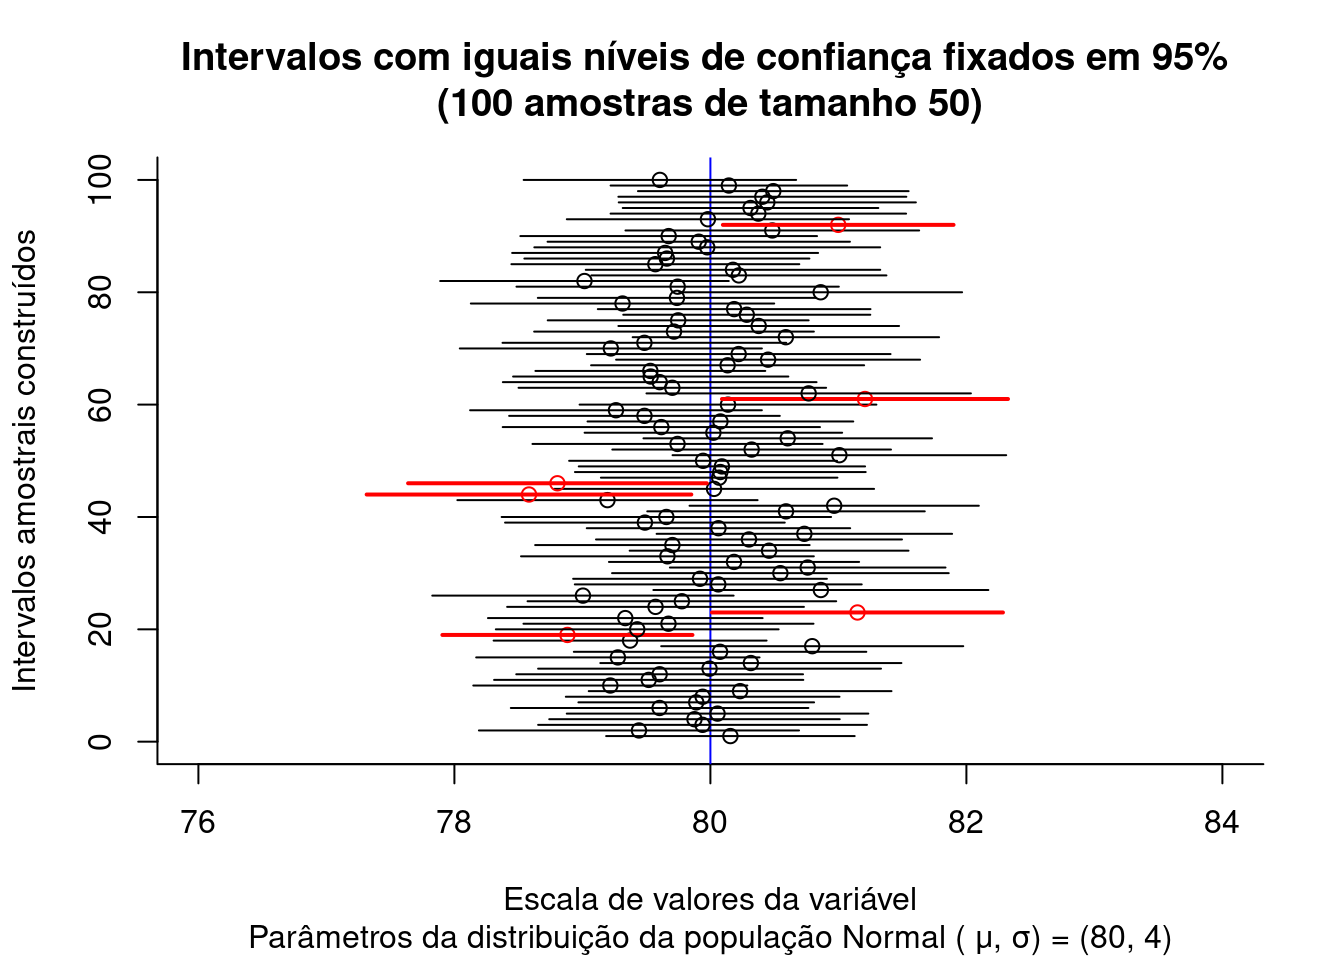 Intervalos com iguais níveis de confiança fixados em 95%
(100 amostras de tamanho 50)
Intervalos amostrais construídos
100
80
60
40
20
0
76 78 80 82 84
Escala de valores da variável
Parâmetros da distribuição da população Normal ( μ, σ) = (80, 4)